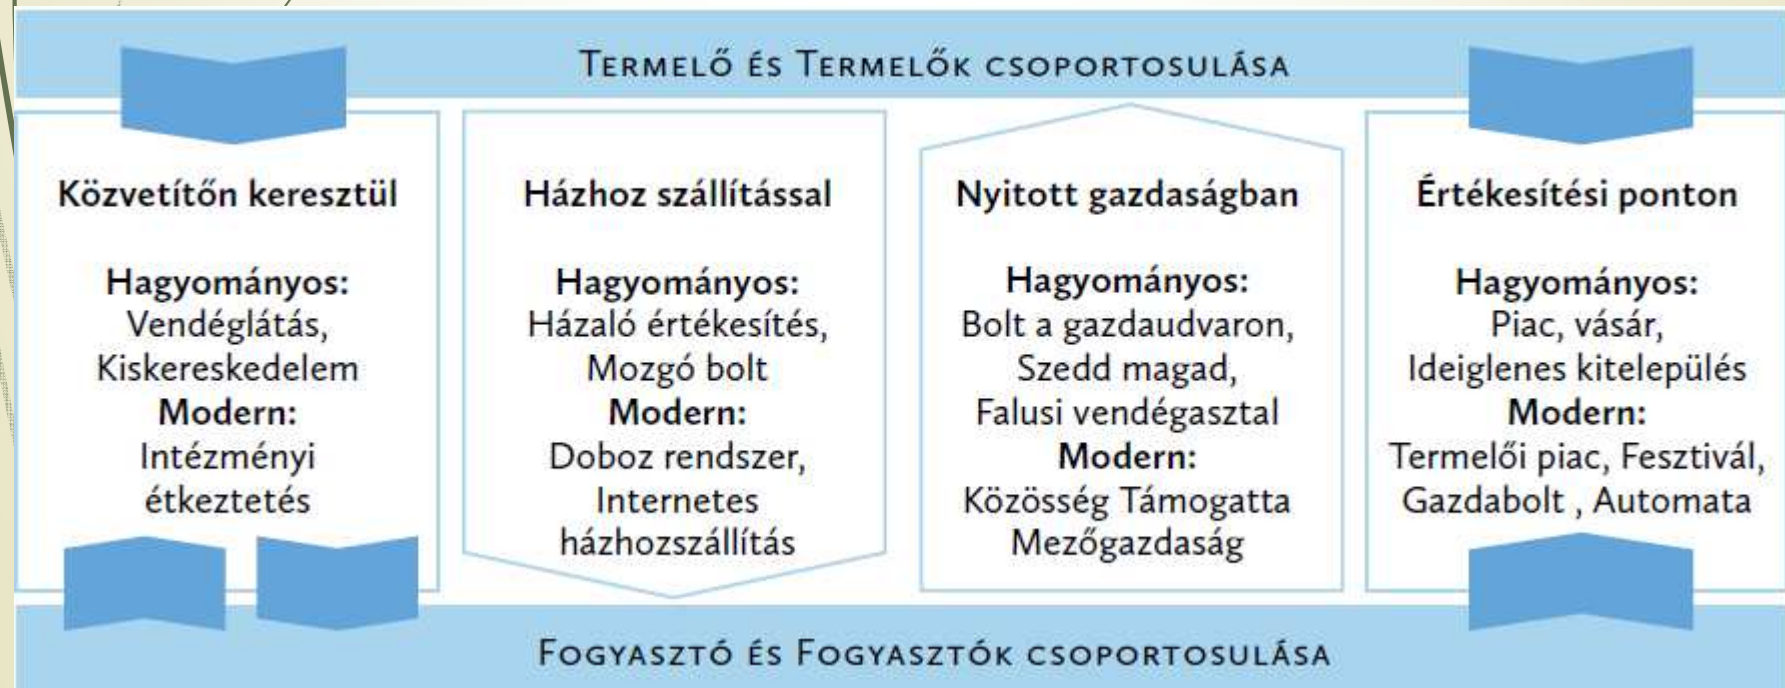 TERMELŐ ÉS TERMELŐK CSOPORTOSULÁSA
Közvetítőn keresztül
Hagyományos:
Vendéglátás,
Kiskereskedelem
Modern:
Intézményi
étkeztetés
Házhoz szállítással
Hagyományos:
Házaló értékesítés,
Mozgó bolt
Modern:
Doboz rendszer,
Internetes
házhozszállítás
Nyitott gazdaságban
Hagyományos:
Bolt a gazdaudvaron,
Szedd magad,
Falusi vendégasztal
Modern:
Közösség Támogatta
Mezőgazdaság
Értékesítési ponton
Hagyományos:
Piac, vásár,
Ideiglenes kitelepülés
Modern:
Termelői piac, Fesztivál,
Gazdabolt , Automata
FOGYASZTÓ ÉS FOGYASZTÓK CSOPORTOSULÁSA